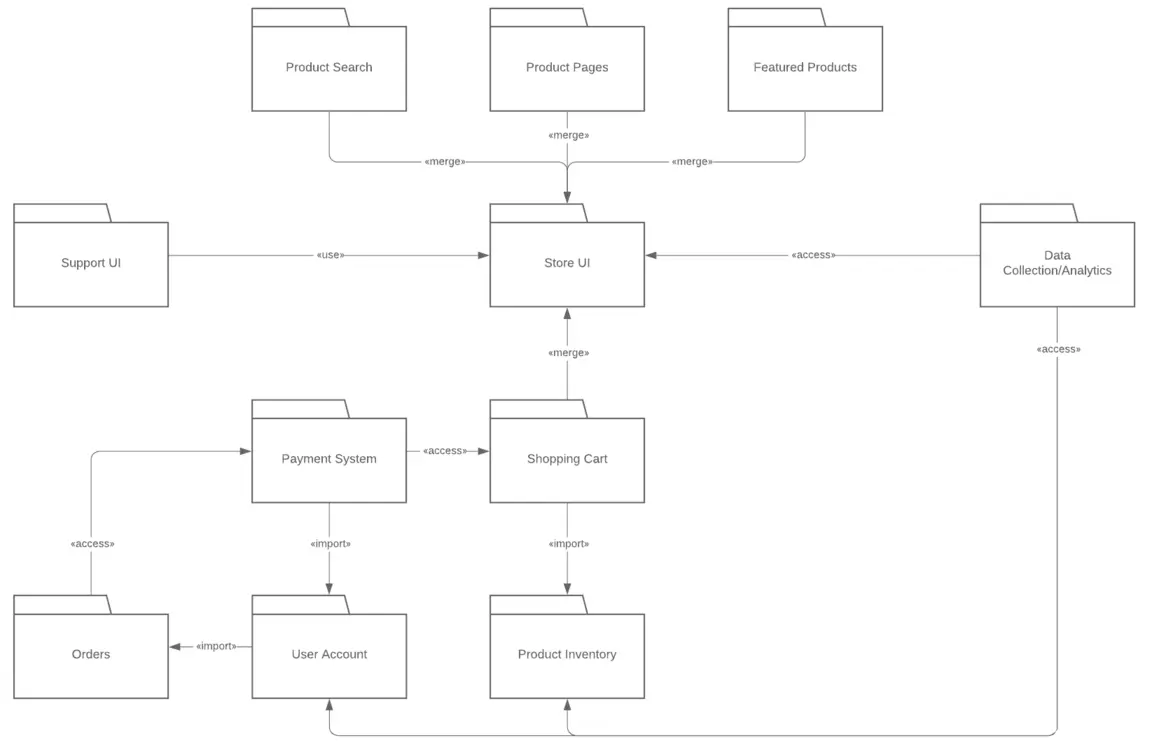 Product Search
Product Pages
Featured Products
«merge»
«merge»
«merge»
Support UI
«use»
Store UI
«access»
Data
Collection/Analytics
«merge»
«access»
Payment System
«access»
Shopping Cart
«access»
«import»
«import»
Orders
«import»
User Account
Product Inventory